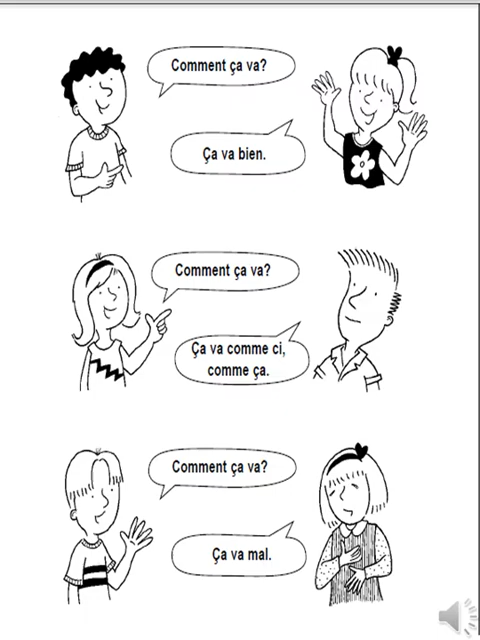 Comment ça va?
Ça va bien.
Comment ça va?
Ça va comme ci,
comme ça.
Comment ça va?
Ça va mal.